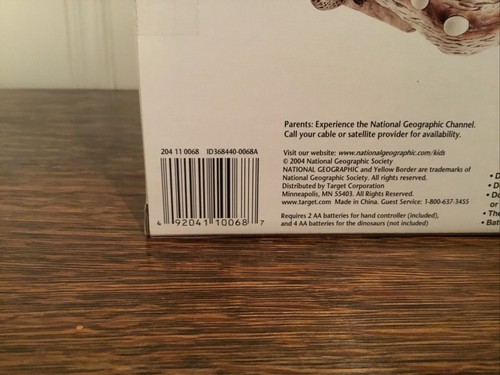 Parents: Experience the National Geographic Channel.
Call your cable or satellite provider for availability.
204 11 0068 ID368440-0068A
4 92041 10068 7
Visit our website: www.nationalgeographic.com/kids
© 2004 National Geographic Society
NATIONAL GEOGRAPHIC and Yellow Border are trademarks of
National Geographic Society. All rights reserved.
Distributed by Target Corporation
Minneapolis, MN 55403. All Rights Reserved.
www.target.com Made in China. Guest Service: 1-800-637-3455
Requires 2 AA batteries for hand controller (included),
and 4 AA batteries for the dinosaurs (not included)
• D
• D
• Do
or
• The
• Batt